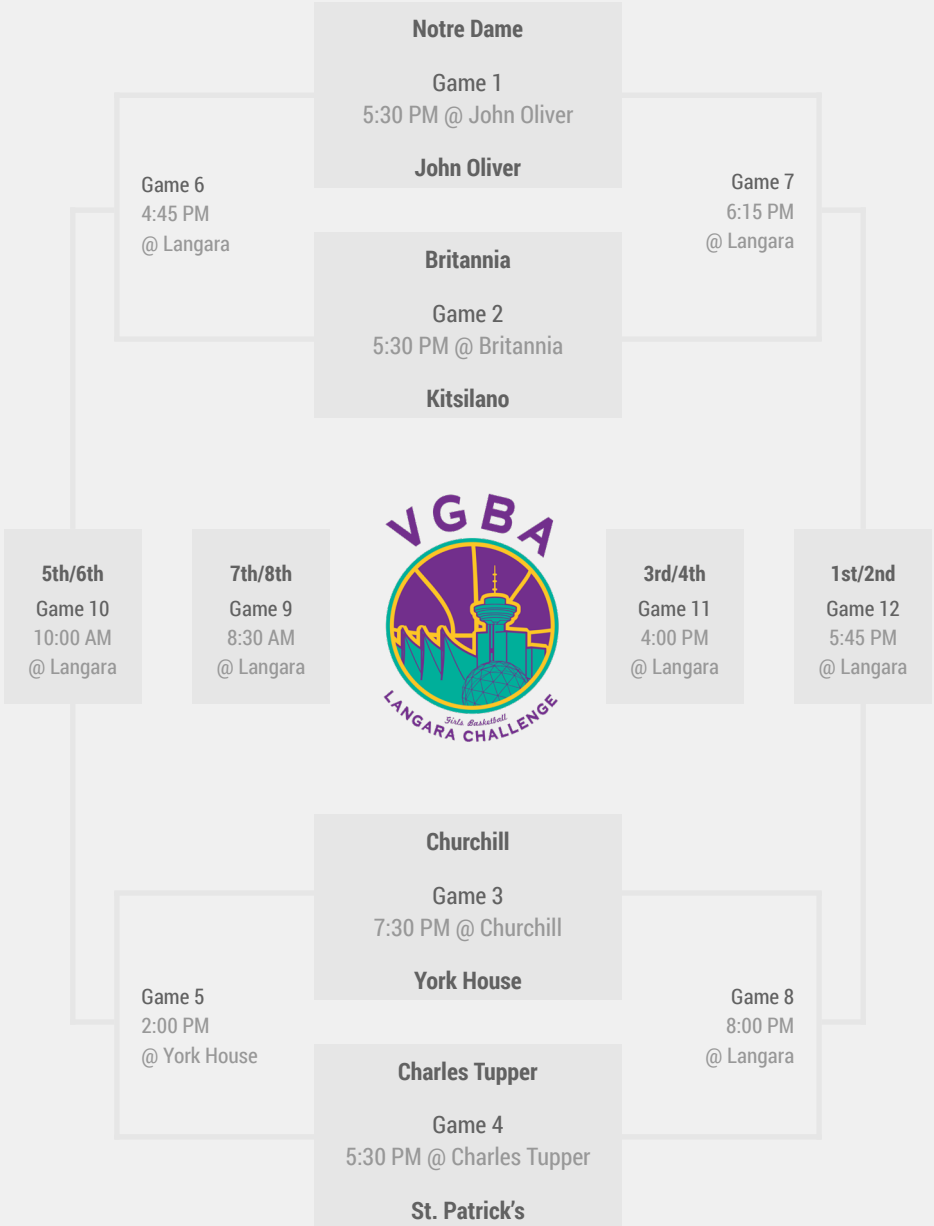 Notre Dame
Game 1
5:30 PM @ John Oliver
John Oliver
Game 6
4:45 PM
@ Langara
Game 7
6:15 PM
@ Langara
Britannia
Game 2
5:30 PM @ Britannia
Kitsilano
5th/6th
Game 10
10:00 AM
@ Langara
7th/8th
Game 9
8:30 AM
@ Langara
VGBA
Girls Basketball
LANGARA CHALLENGE
3rd/4th
Game 11
4:00 PM
@ Langara
1st/2nd
Game 12
5:45 PM
@ Langara
Churchill
Game 3
7:30 PM @ Churchill
York House
Game 5
2:00 PM
@ York House
Game 8
8:00 PM
@ Langara
Charles Tupper
Game 4
5:30 PM @ Charles Tupper
St. Patrick's